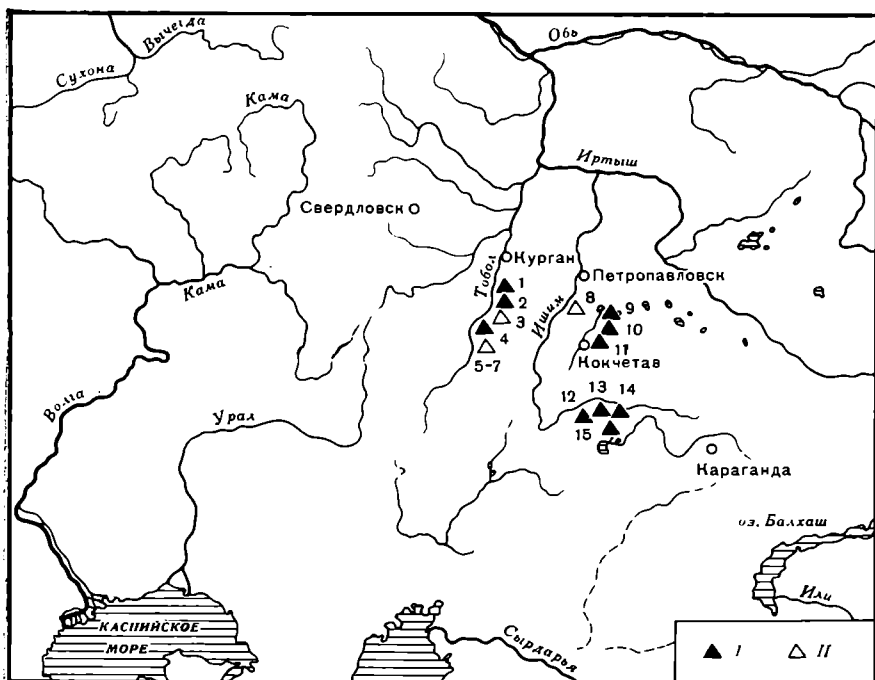 Обь
Вычегда
Сухона
Кама
Иртыш
Свердловск
Курган
Тобол
Петропавловск
Ишим
Кама
1
2
3
4
5-7
8
9
10
11
Кокчетав
Волга
Урал
12
13
14
15
Караганда
оз. Балхаш
Или
КАСПИЙСКОЕ
МОРЕ
Сырдарья
I
II